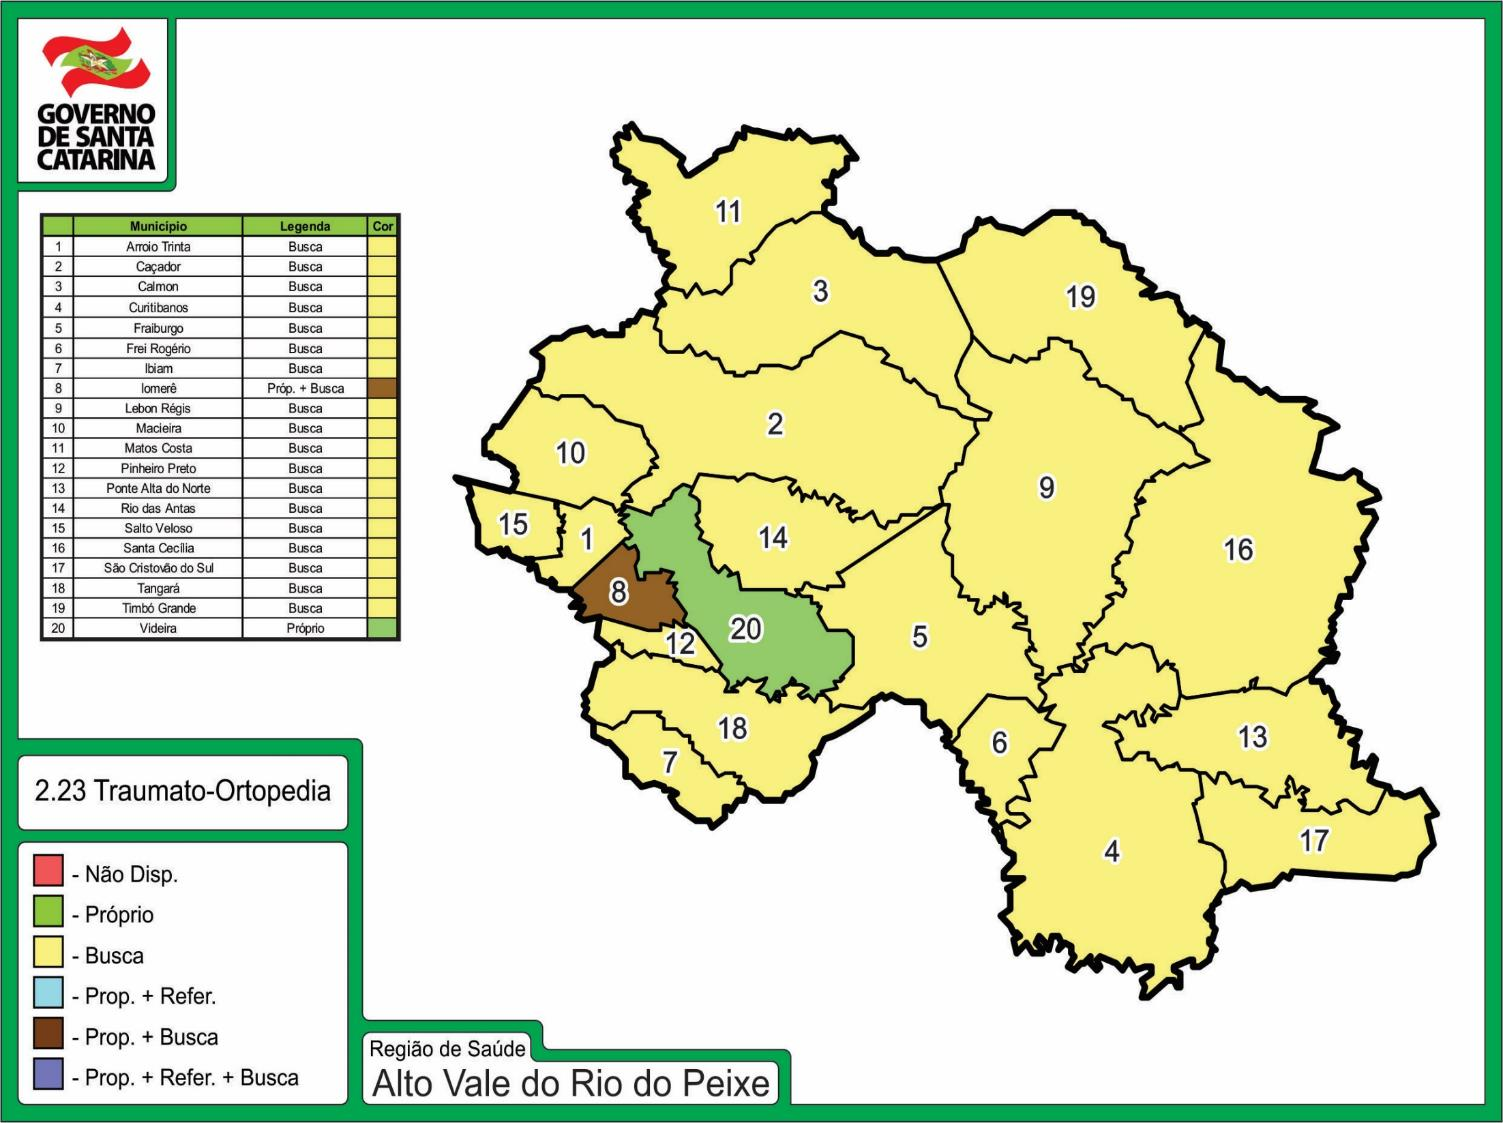 GOVERNO
DE SANTA
CATARINA
Município Legenda Cor
1 Arroio Trinta Busca
2 Caçador Busca
3 Calmon Busca
4 Curitibanos Busca
5 Fraiburgo Busca
6 Frei Rogério Busca
7 Ibiam Busca
8 Iomerê Próp. + Busca
9 Lebon Régis Busca
10 Macieira Busca
11 Matos Costa Busca
12 Pinheiro Preto Busca
13 Ponte Alta do Norte Busca
14 Rio das Antas Busca
15 Salto Veloso Busca
16 Santa Cecília Busca
17 São Cristovão do Sul Busca
18 Tangará Busca
19 Timbó Grande Busca
20 Videira Próprio
11
3
19
2
10
9
15
1
14
16
8
20
12
5
18
7
6
13
4
17
2.23 Traumato-Ortopedia
- Não Disp.
- Próprio
- Busca
- Prop. + Refer.
- Prop. + Busca
- Prop. + Refer. + Busca
Região de Saúde
Alto Vale do Rio do Peixe